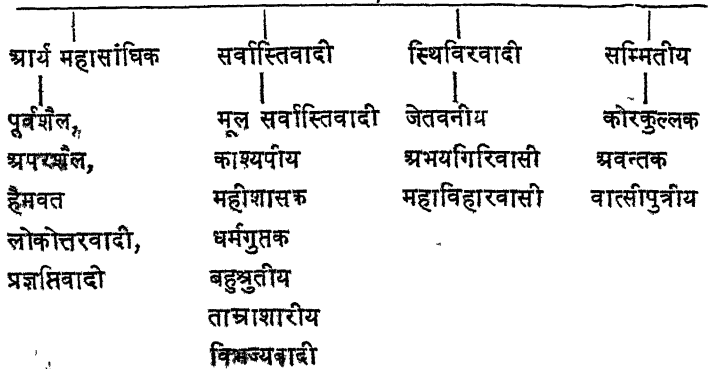 आर्य महासांघिक सर्वास्तिवादी स्थिविरवादी सम्मितीय
पूर्वशैल, मूल सर्वास्तिवादी जेतवनीय कोरकुल्लक
अपरशैल, काश्यपीय अभयगिरिवासी अवन्तक
हैमवत महीशासक महाविहारवासी वात्सीपुत्रीय
लोकोत्तरवादी, धर्मगुप्तक
प्रज्ञप्तिवादो बहुश्रुतीय
ताम्राशारीय
विभज्यवादी